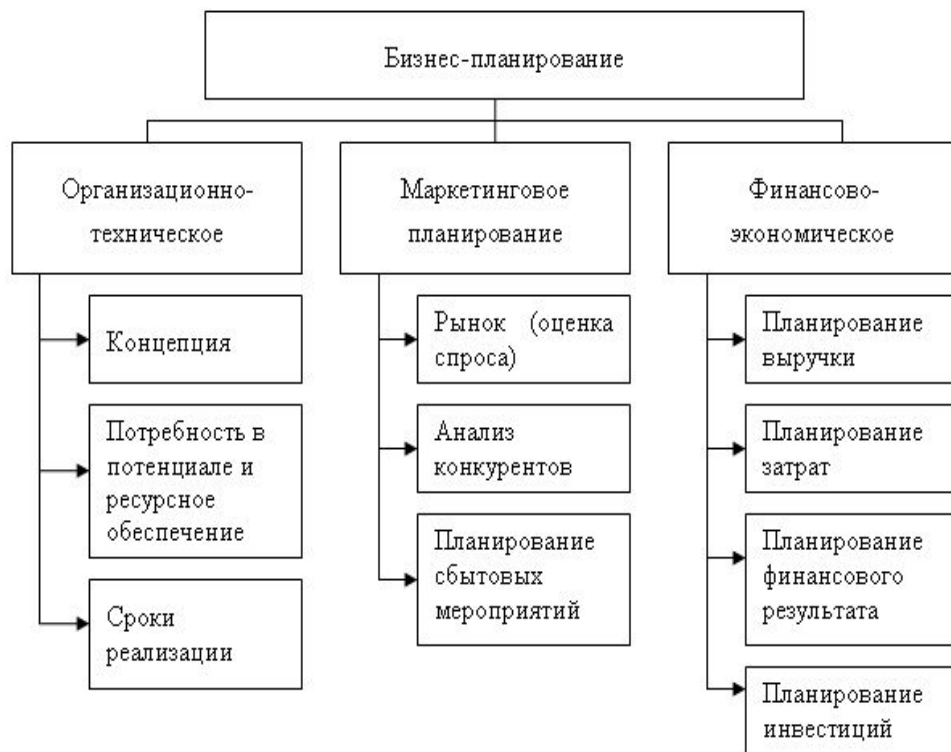 Бизнес-планирование
Организационно-
техническое
Концепция
Потребность в
потенциале и
ресурсное
обеспечение
Сроки
реализации
Маркетинговое
планирование
Рынок (оценка
спроса)
Анализ
конкурентов
Планирование
сбытовых
мероприятий
Финансово-
экономическое
Планирование
выручки
Планирование
затрат
Планирование
финансового
результата
Планирование
инвестиций